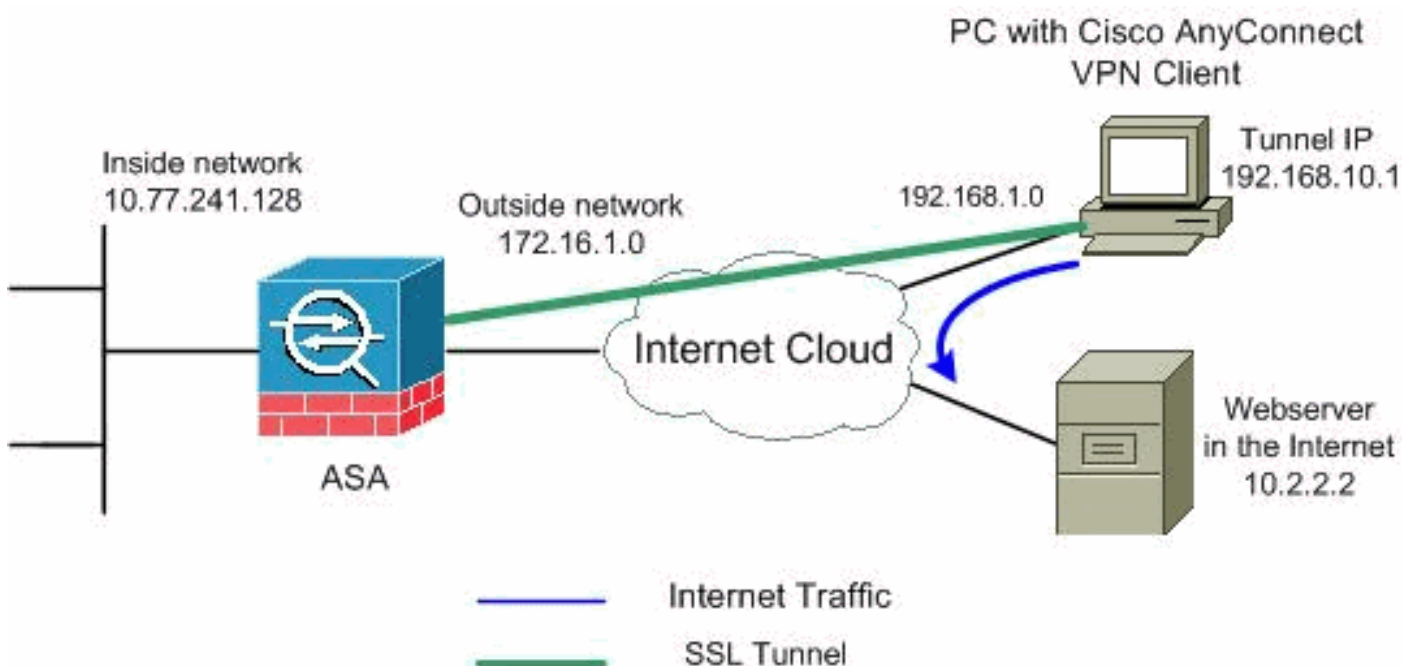 PC with Cisco AnyConnect
VPN Client
Inside network
10.77.241.128
Outside network
172.16.1.0
192.168.1.0
Tunnel IP
192.168.10.1
Internet Cloud
ASA
Webserver
in the Internet
10.2.2.2
Internet Traffic
SSL Tunnel